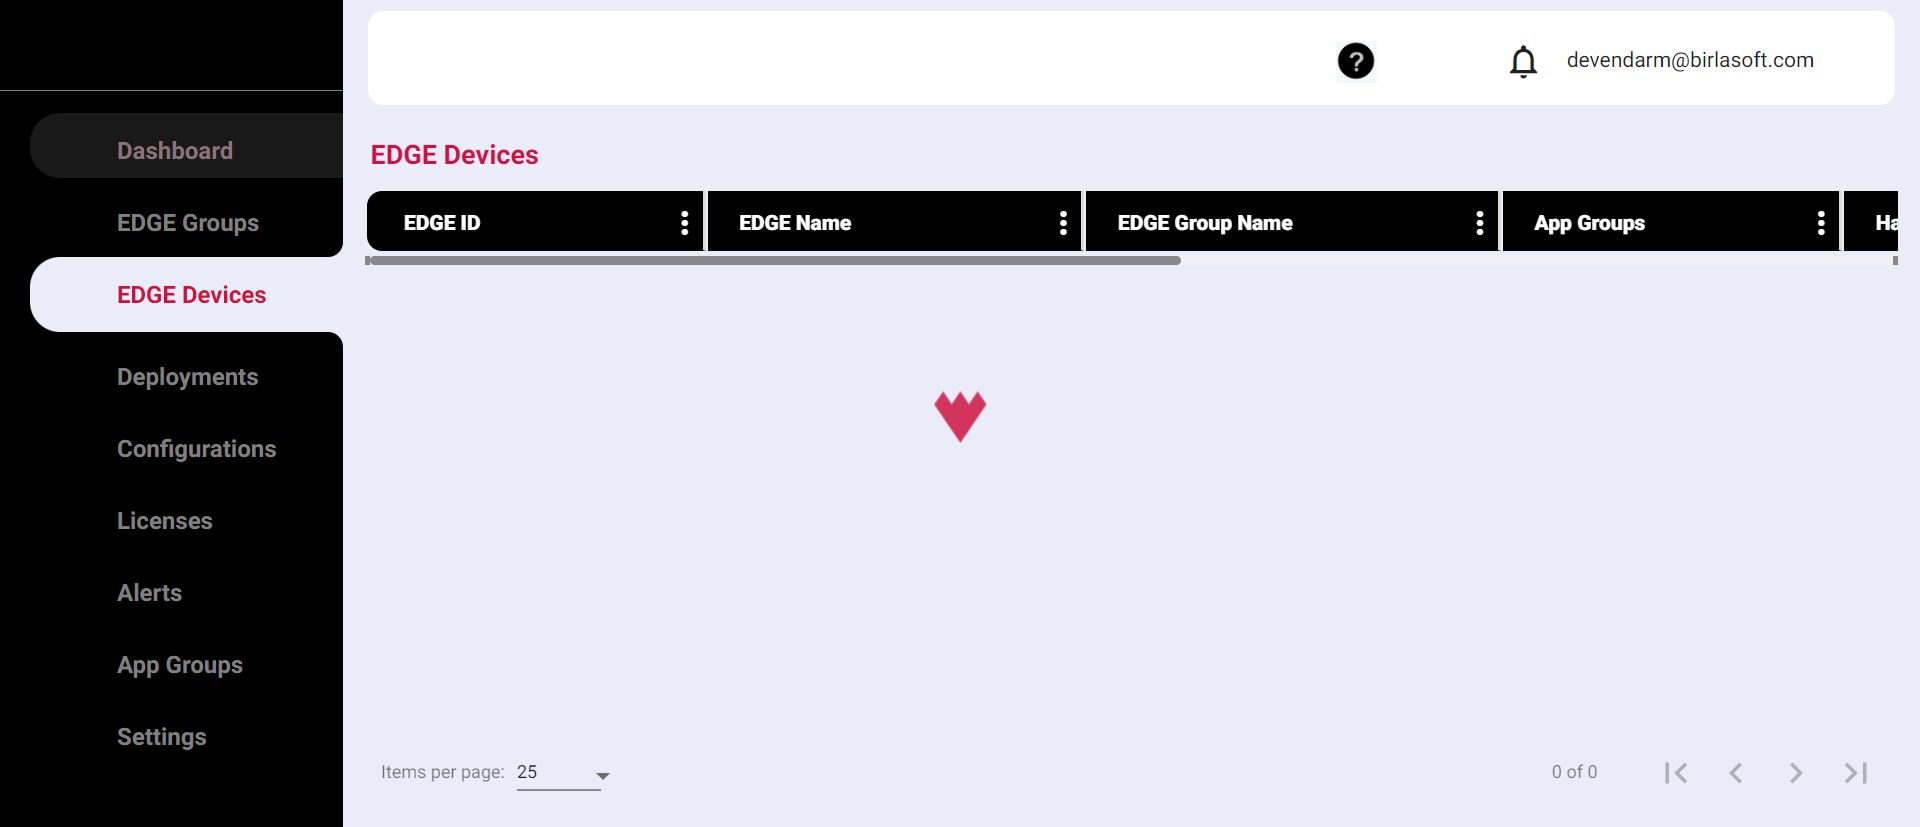 devendarm@birlasoft.com
Dashboard
EDGE Groups
EDGE Devices
Deployments
Configurations
Licenses
Alerts
App Groups
Settings
EDGE Devices
EDGE ID EDGE Name EDGE Group Name App Groups Ha
Items per page: 25 0 of 0